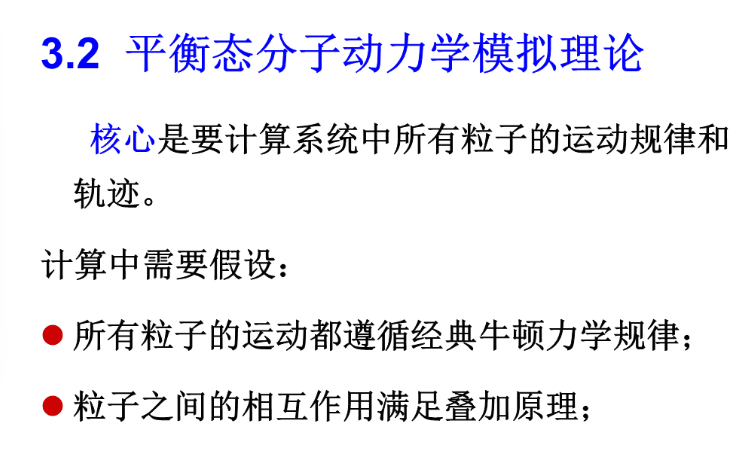 3.2 平衡态分子动力学模拟理论
核心是要计算系统中所有粒子的运动规律和
轨迹。
计算中需要假设：
● 所有粒子的运动都遵循经典牛顿力学规律；
● 粒子之间的相互作用满足叠加原理；